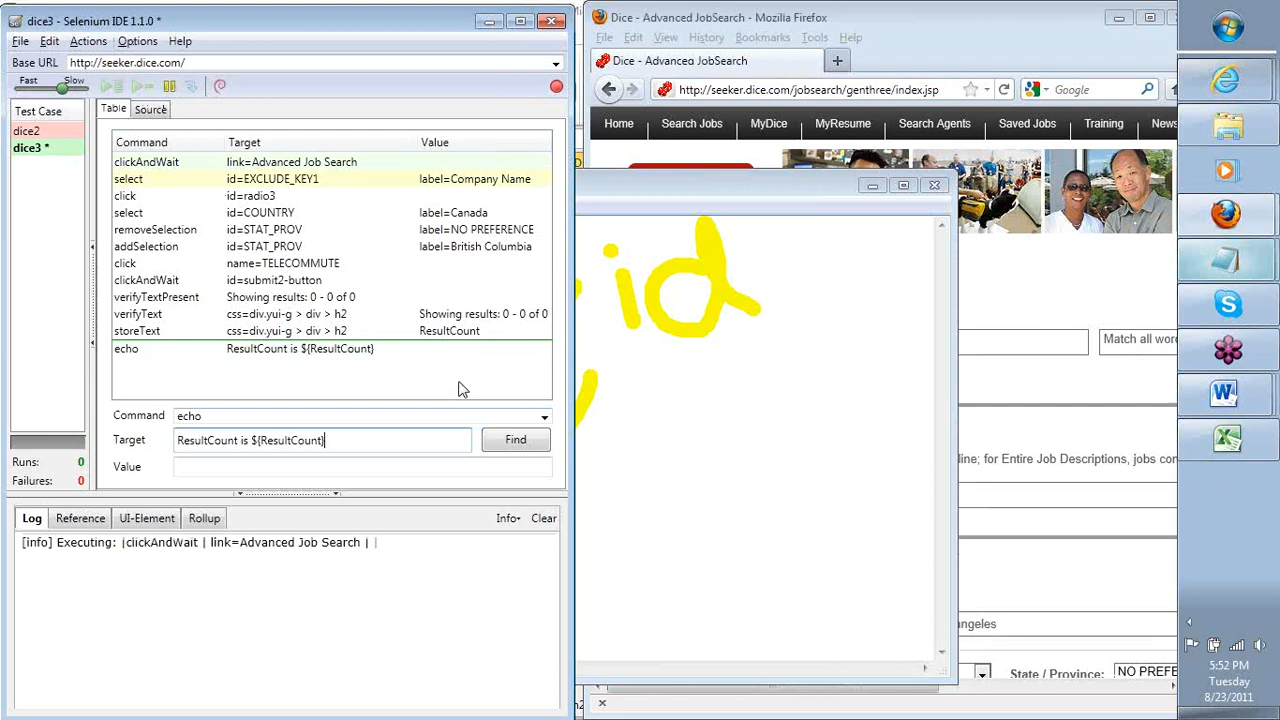 dice3 - Selenium IDE 1.1.0 *
File Edit Actions Options Help
Base URL http://seeker.dice.com/
Fast Slow
Test Case
dice2
dice3 *
Runs: 0
Failures: 0
Table Source
Command Target Value
clickAndWait link=Advanced Job Search
select id=EXCLUDE_KEY1 label=Company Name
click id=radio3
select id=COUNTRY label=Canada
removeSelection id=STAT_PROV label=NO PREFERENCE
addSelection id=STAT_PROV label=British Columbia
click name=TELECOMMUTE
clickAndWait id=submit2-button
verifyTextPresent Showing results: 0 - 0 of 0
verifyText css=div.yui-g > div > h2 Showing results: 0 - 0 of 0
storeText css=div.yui-g > div > h2 ResultCount
echo ResultCount is ${ResultCount}
Command echo
Target ResultCount is ${ResultCount} Find
Value
Log Reference UI-Element Rollup Info Clear
[info] Executing: |clickAndWait | link=Advanced Job Search | |
Dice - Advanced JobSearch - Mozilla Firefox
File Edit View History Bookmarks Tools Help
Dice - Advanced JobSearch
http://seeker.dice.com/jobsearch/genthree/index.jsp Google
Home Search Jobs MyDice MyResume Search Agents Saved Jobs Training News
id
Match all wor
line; for Entire Job Descriptions, jobs con
ngeles
State / Province: NO PREFE
5:52 PM
Tuesday
8/23/2011